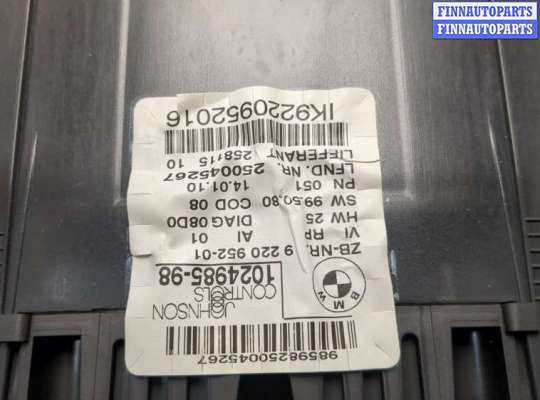 FINNAUTOPARTS
FINNAUTOPARTS
985982500045267
JOHNSON
CONTROLS
1024985-98
BMW
ZB-NR. 9 220 952-01
VI RP AI 01
HW 25 DIAG 08D0
SW 99.50.80 COD 08
PN 051 14.01.10
LFND. NR. 250045267
LIEFERANT 258115 10
IK9220952016